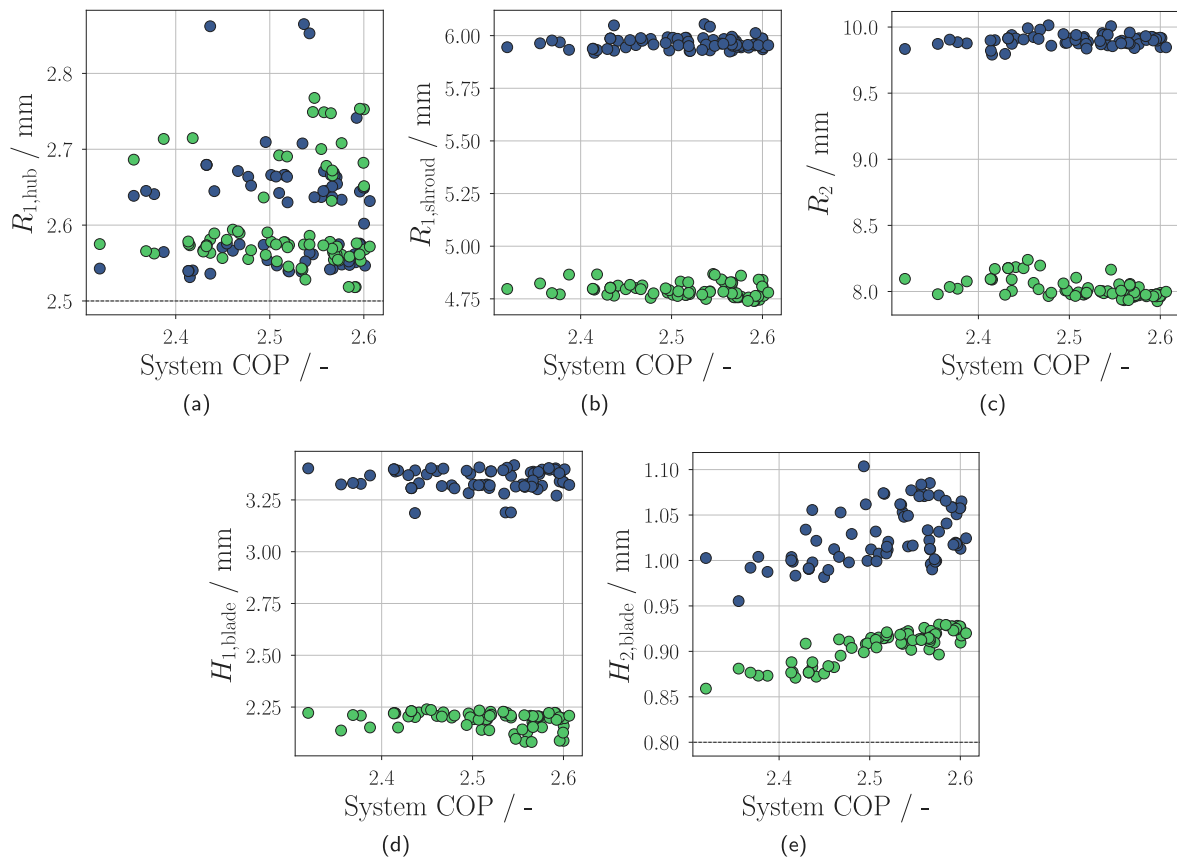 R1,hub / mm
2.8
2.7
2.6
2.5
2.4 2.5 2.6
System COP / -
(a)
R1,shroud / mm
6.00
5.75
5.50
5.25
5.00
4.75
2.4 2.5 2.6
System COP / -
(b)
R2 / mm
10.0
9.5
9.0
8.5
8.0
2.4 2.5 2.6
System COP / -
(c)
H1,blade / mm
3.25
3.00
2.75
2.50
2.25
2.4 2.5 2.6
System COP / -
(d)
H2,blade / mm
1.10
1.05
1.00
0.95
0.90
0.85
0.80
2.4 2.5 2.6
System COP / -
(e)